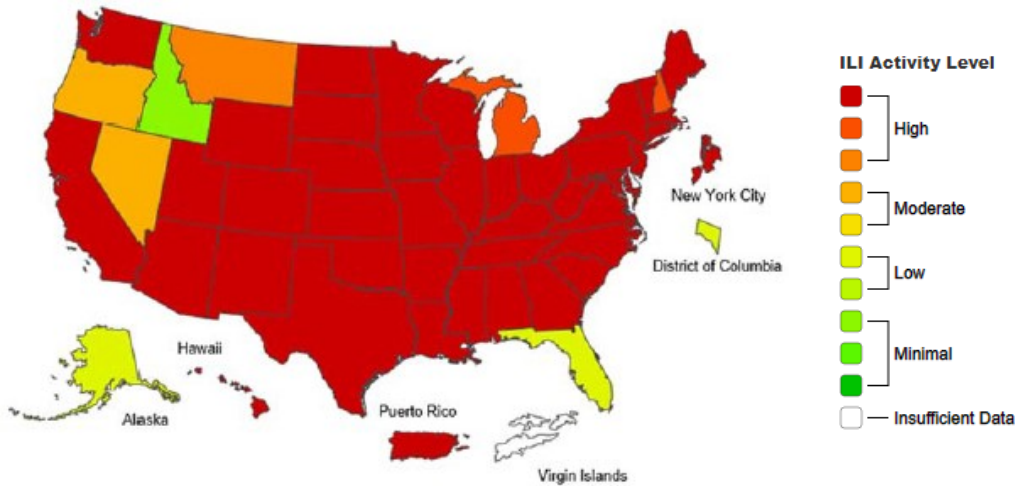 ILI Activity Level
High
Moderate
New York City
District of Columbia
Low
Hawaii
Minimal
Alaska
Puerto Rico
Insufficient Data
Virgin Islands